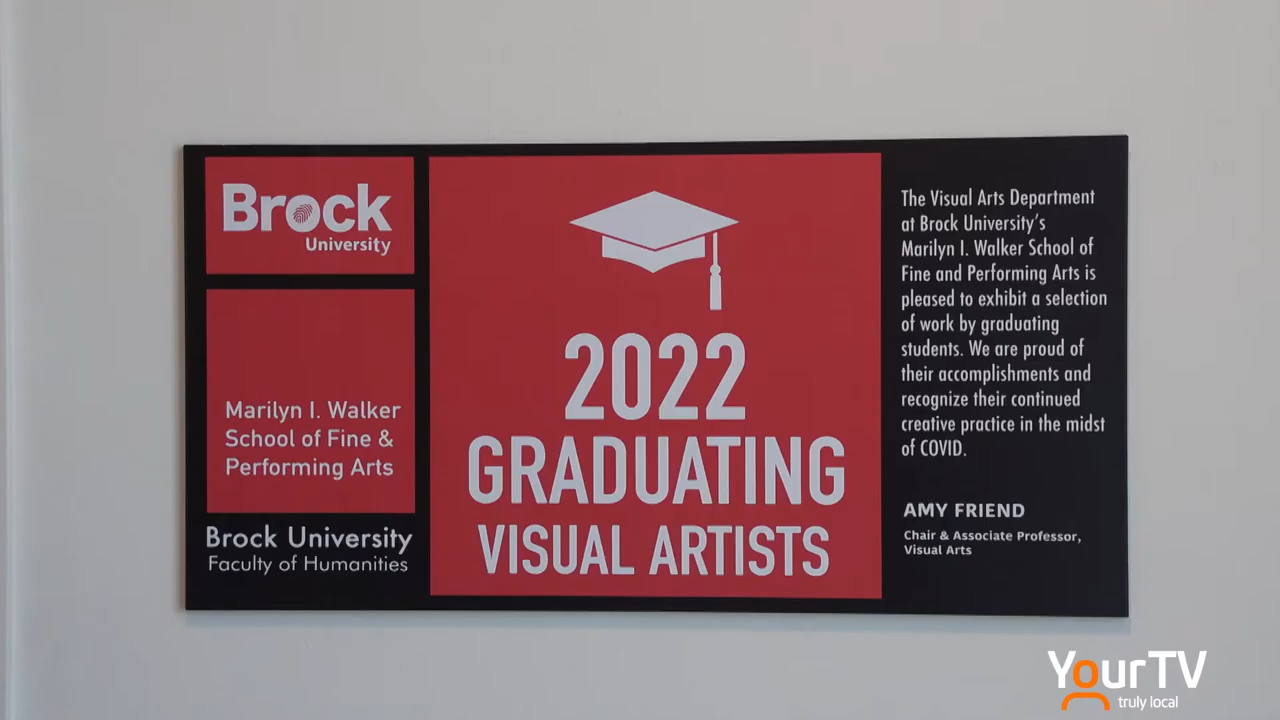 Brock
University
Marilyn I. Walker
School of Fine &
Performing Arts
Brock University
Faculty of Humanities
2022
GRADUATING
VISUAL ARTISTS
The Visual Arts Department
at Brock University's
Marilyn I. Walker School of
Fine and Performing Arts is
pleased to exhibit a selection
of work by graduating
students. We are proud of
their accomplishments and
recognize their continued
creative practice in the midst
of COVID.
AMY FRIEND
Chair & Associate Professor,
Visual Arts
YourTV
truly local